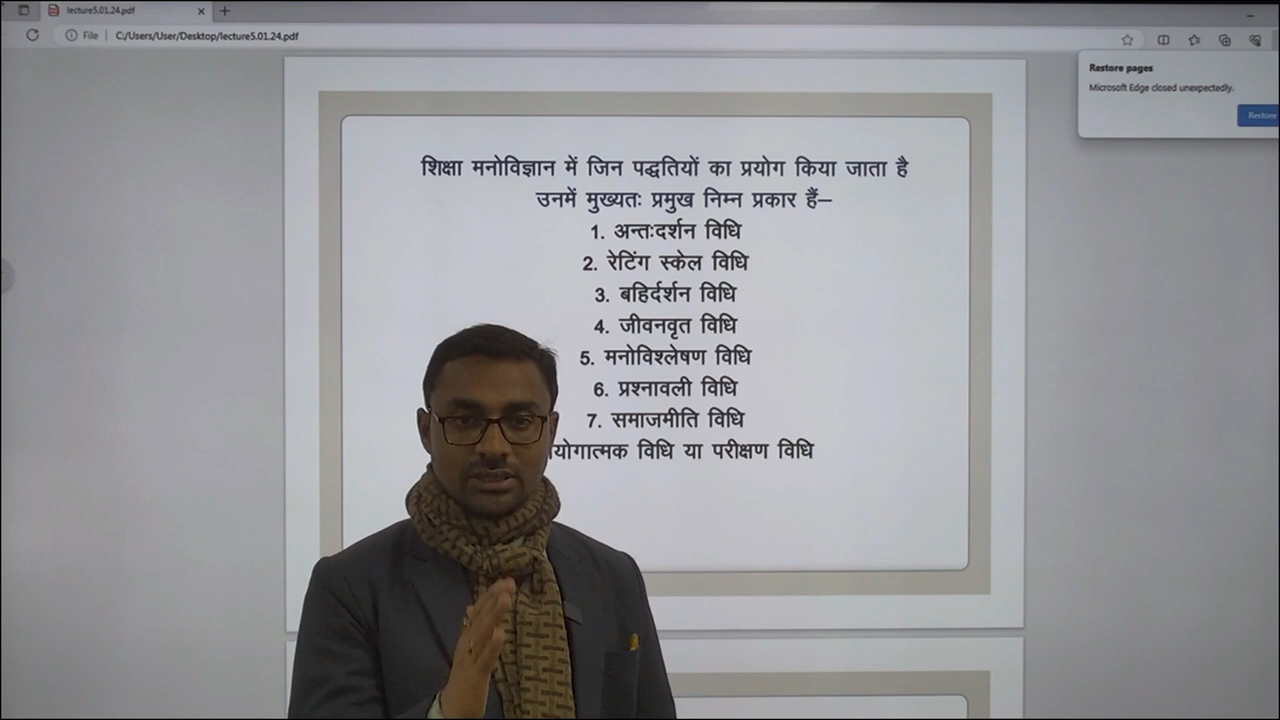 lecture5.01.24.pdf
File C:/Users/User/Desktop/lecture5.01.24.pdf
Restore pages
Microsoft Edge closed unexpectedly.
Restore
शिक्षा मनोविज्ञान में जिन पद्धतियों का प्रयोग किया जाता है
उनमें मुख्यतः प्रमुख निम्न प्रकार हैं–
1. अन्तःदर्शन विधि
2. रेटिंग स्केल विधि
3. बहिर्दर्शन विधि
4. जीवनवृत विधि
5. मनोविश्लेषण विधि
6. प्रश्नावली विधि
7. समाजमीति विधि
विधि या परीक्षण विधि